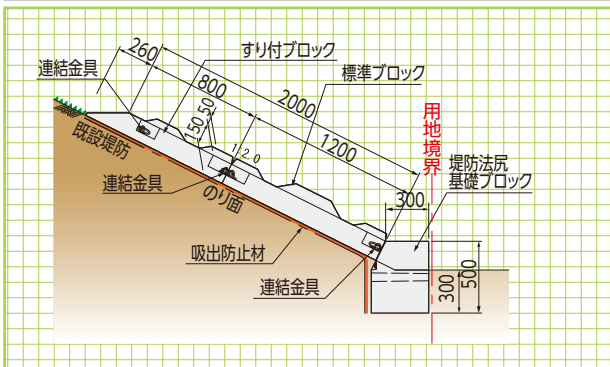 260
すり付ブロック
連結金具
800
標準ブロック
2000
150 50
1:2.0
1200
用地境界
既設堤防
連結金具
のり面
堤防法尻
基礎ブロック
300
吸出防止材
連結金具
300
500